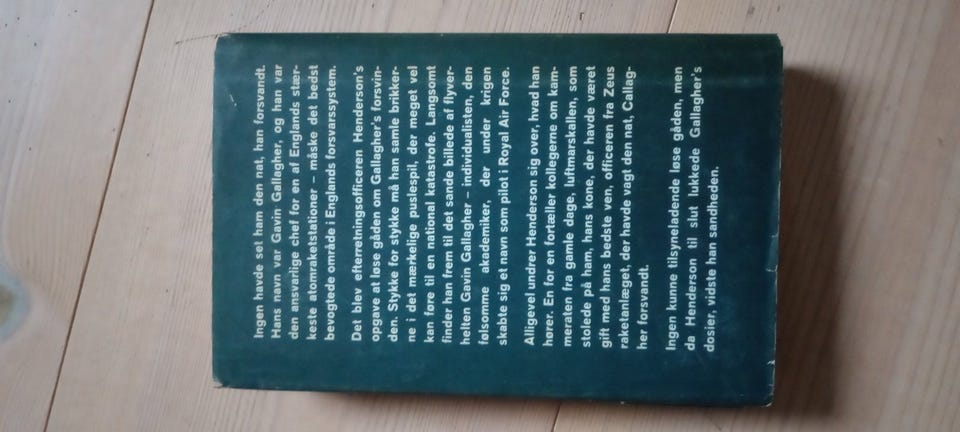 Ingen havde set ham den nat, han forsvandt.
Hans navn var Gavin Gallagher, og han var
den ansvarlige chef for en af Englands stær-
keste atomraketstationer – måske det bedst
bevogtede område i Englands forsvarssystem.
Det blev efterretningsofficeren Henderson's
opgave at løse gåden om Gallagher's forsvin-
den. Stykke for stykke må han samle brikker-
ne i det mærkelige puslespil, der meget vel
kan føre til en national katastrofe. Langsomt
finder han frem til det sande billede af flyver-
helten Gavin Gallagher – individualisten, den
følsomme akademiker, der under krigen
skabte sig et navn som pilot i Royal Air Force.
Alligevel undrer Henderson sig over, hvad han
hører. En for en fortæller kollegerne om kam-
meraten fra gamle dage, luftmarskallen, som
stolede på ham, hans kone, der havde været
gift med hans bedste ven, officeren fra Zeus
raketanlæget, der havde vagt den nat, Callag-
her forsvandt.
Ingen kunne tilsyneladende løse gåden, men
da Henderson til slut lukkede Gallagher's
dosier, vidste han sandheden.